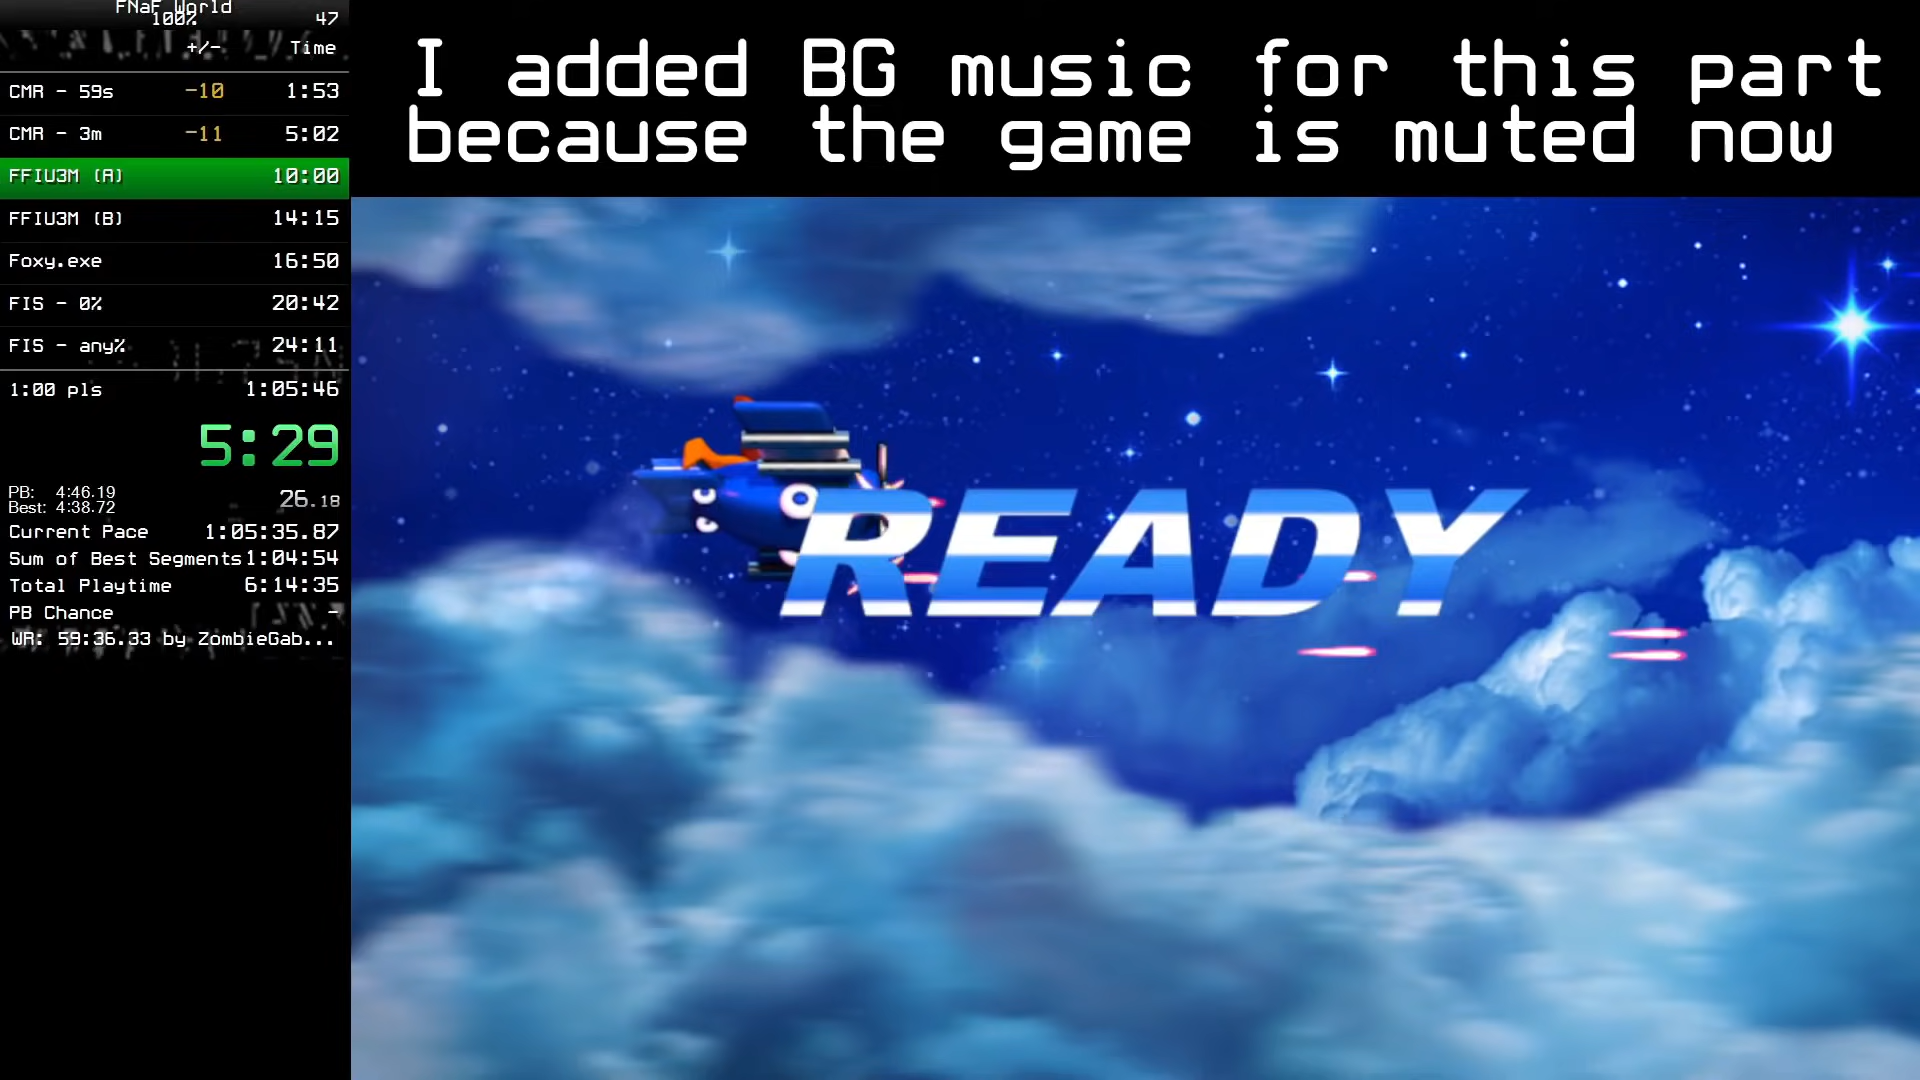 FNaF World
100% 47
+/- Time
CMR - 59s -10 1:53
CMR - 3m -11 5:02
FFIU3M (A) 10:00
FFIU3M (B) 14:15
Foxy.exe 16:50
FIS - 0% 20:42
FIS - any% 24:11
1:00 pls 1:05:46
5:29
PB: 4:46.19
Best: 4:38.72
26.18
Current Pace 1:05:35.87
Sum of Best Segments 1:04:54
Total Playtime 6:14:35
PB Chance -
WR: 59:36.33 by ZombieGab...
I added BG music for this part
because the game is muted now
READY